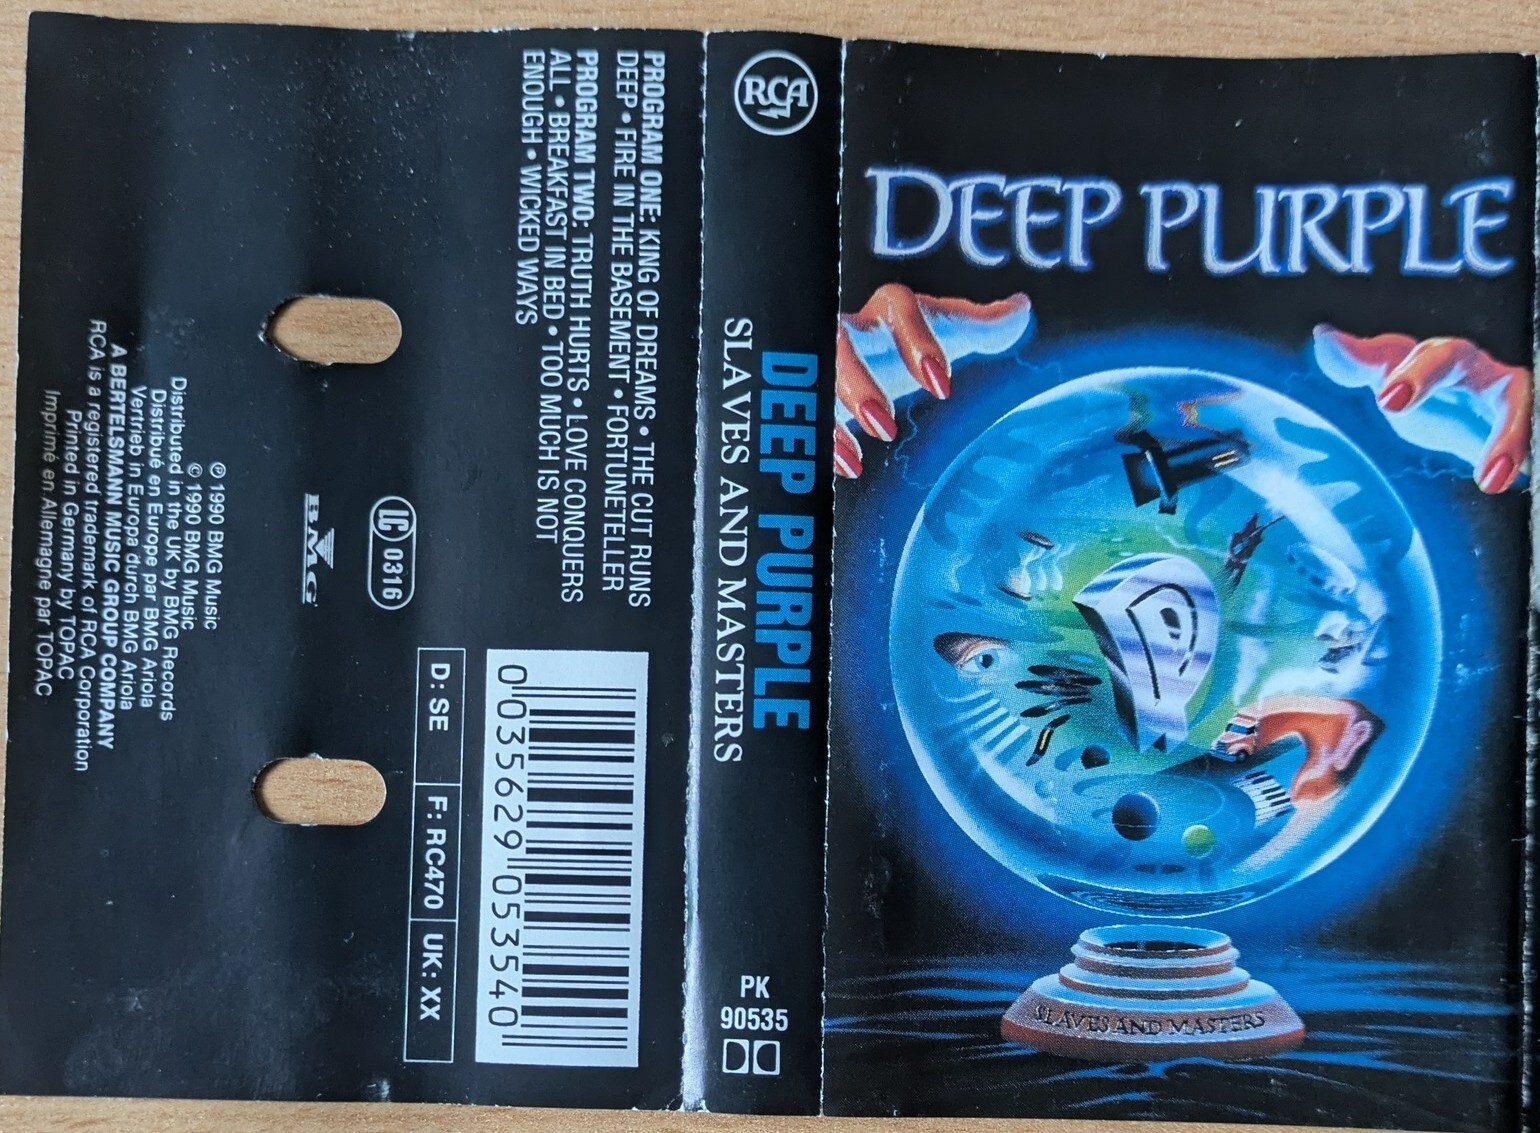 DEEP PURPLE
SLAVES AND MASTERS
RCA
DEEP PURPLE
SLAVES AND MASTERS
PK
90535
PROGRAM ONE: KING OF DREAMS • THE CUT RUNS
DEEP • FIRE IN THE BASEMENT • FORTUNETELLER
PROGRAM TWO: TRUTH HURTS • LOVE CONQUERS
ALL • BREAKFAST IN BED • TOO MUCH IS NOT
ENOUGH • WICKED WAYS
0 035629 053540
D: SE F: RC470 UK: XX
LC 0316
BMG
℗ 1990 BMG Music
© 1990 BMG Music
Distributed in the UK by BMG Records
Distribué en Europe par BMG Ariola
Vertrieb in Europa durch BMG Ariola
A BERTELSMANN MUSIC GROUP COMPANY
RCA is a registered trademark of RCA Corporation
Printed in Germany by TOPAC
Imprimé en Allemagne par TOPAC